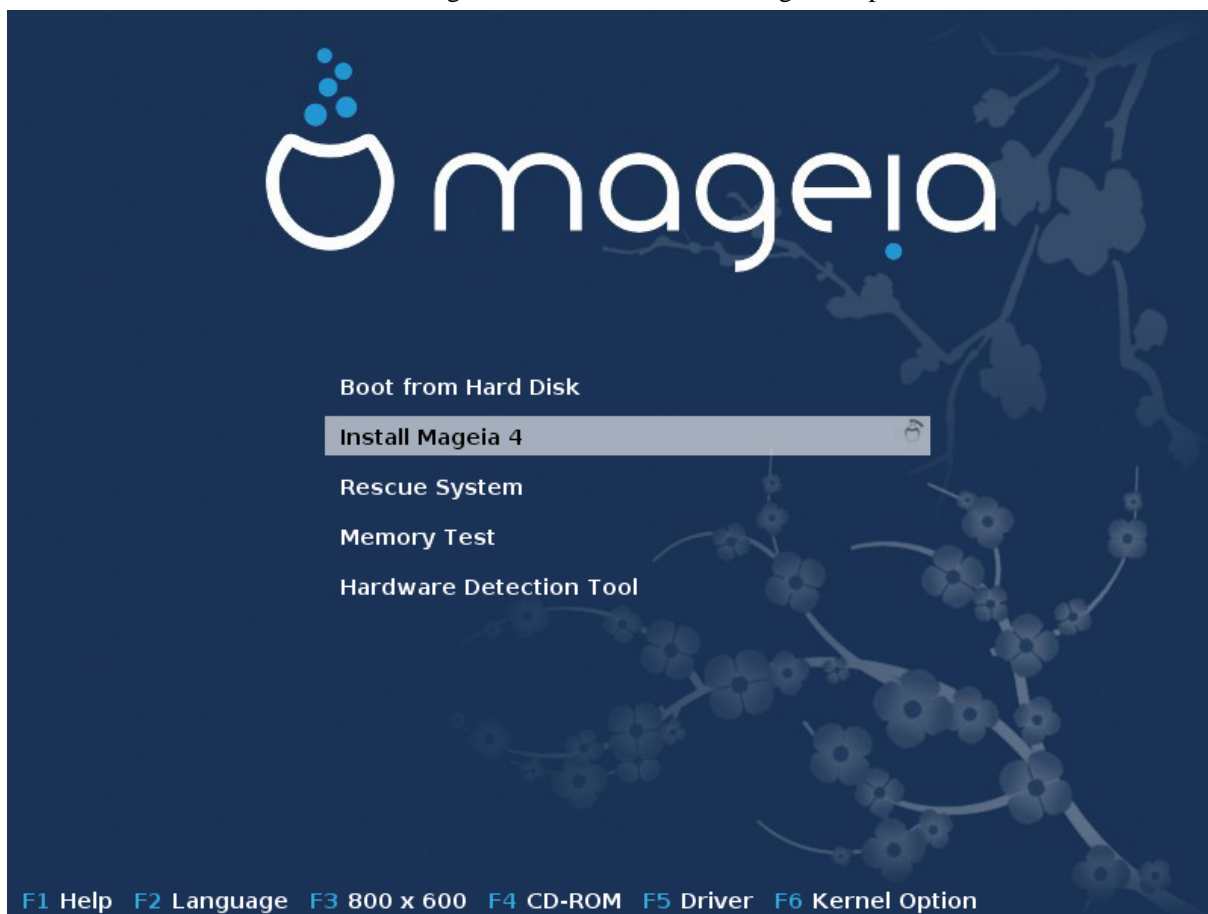 mageia
Boot from Hard Disk
Install Mageia 4
Rescue System
Memory Test
Hardware Detection Tool
F1 Help F2 Language F3 800 x 600 F4 CD-ROM F5 Driver F6 Kernel Option